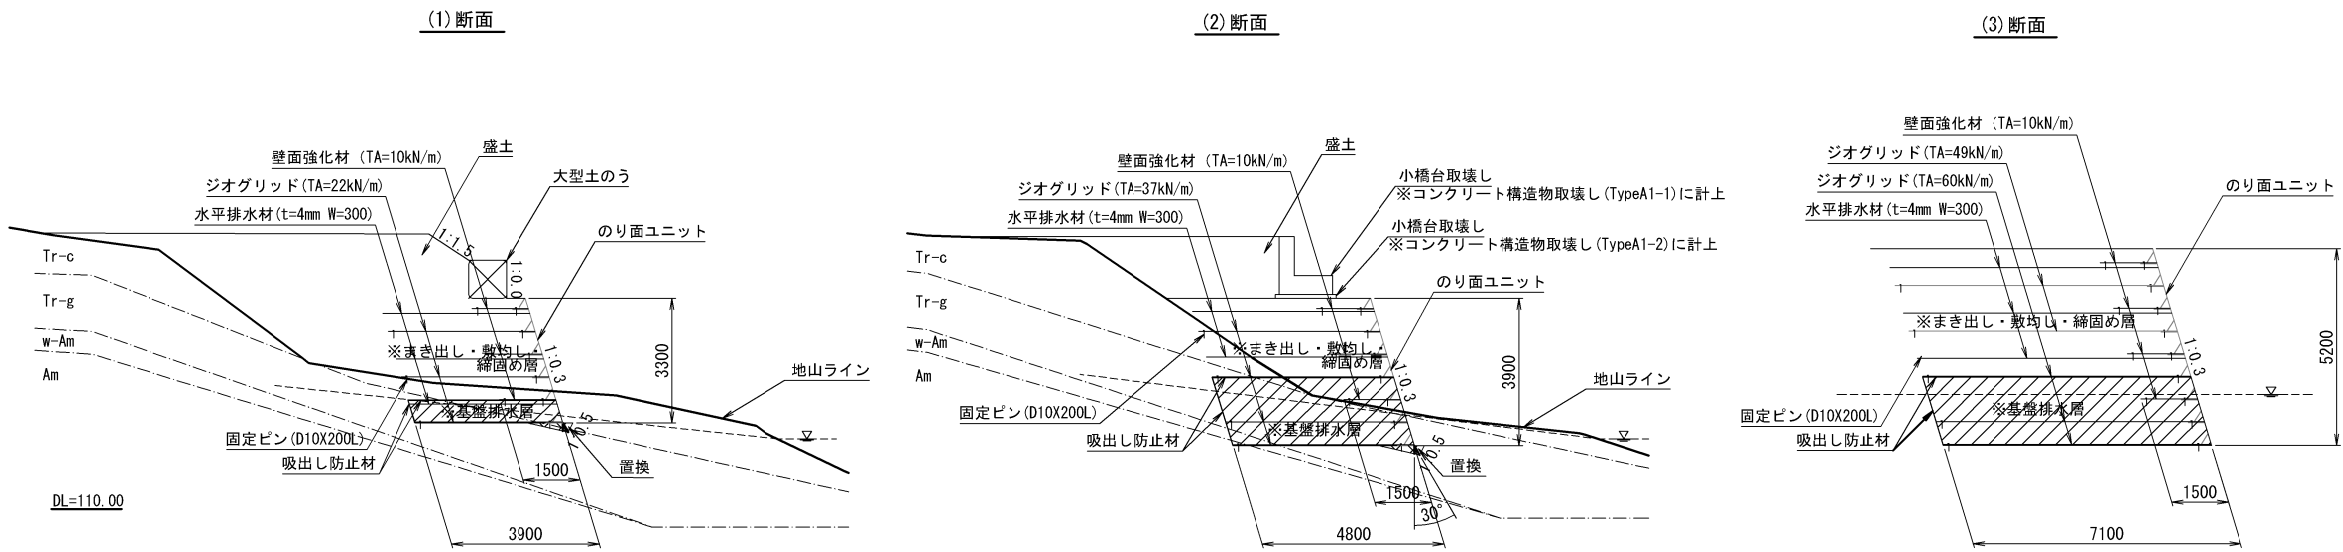 (1)断面
盛土
壁面強化材 (TA=10kN/m)
大型土のう
ジオグリッド(TA=22kN/m)
水平排水材(t=4mm W=300)
のり面ユニット
1:1.5
1:0.0
Tr-c
Tr-g
w-Am
Am
※まき出し・敷均し・
締固め層
1:0.3
3300
地山ライン
※基盤排水層
1:0.5
固定ピン(D10X200L)
吸出し防止材
置換
1500
DL=110.00
3900
(2)断面
盛土
壁面強化材 (TA=10kN/m)
小橋台取壊し
※コンクリート構造物取壊し(TypeA1-1)に計上
ジオグリッド(TA=37kN/m)
水平排水材(t=4mm W=300)
小橋台取壊し
※コンクリート構造物取壊し(TypeA1-2)に計上
のり面ユニット
Tr-c
Tr-g
w-Am
Am
※まき出し・敷均し・
締固め層
1:0.3
3900
地山ライン
固定ピン(D10X200L)
※基盤排水層
吸出し防止材
1:0.5
置換
1500
30°
4800
(3)断面
壁面強化材 (TA=10kN/m)
ジオグリッド(TA=49kN/m)
ジオグリッド(TA=60kN/m)
のり面ユニット
水平排水材(t=4mm W=300)
※まき出し・敷均し・締固め層
1:0.3
5200
固定ピン(D10X200L)
※基盤排水層
吸出し防止材
1500
7100